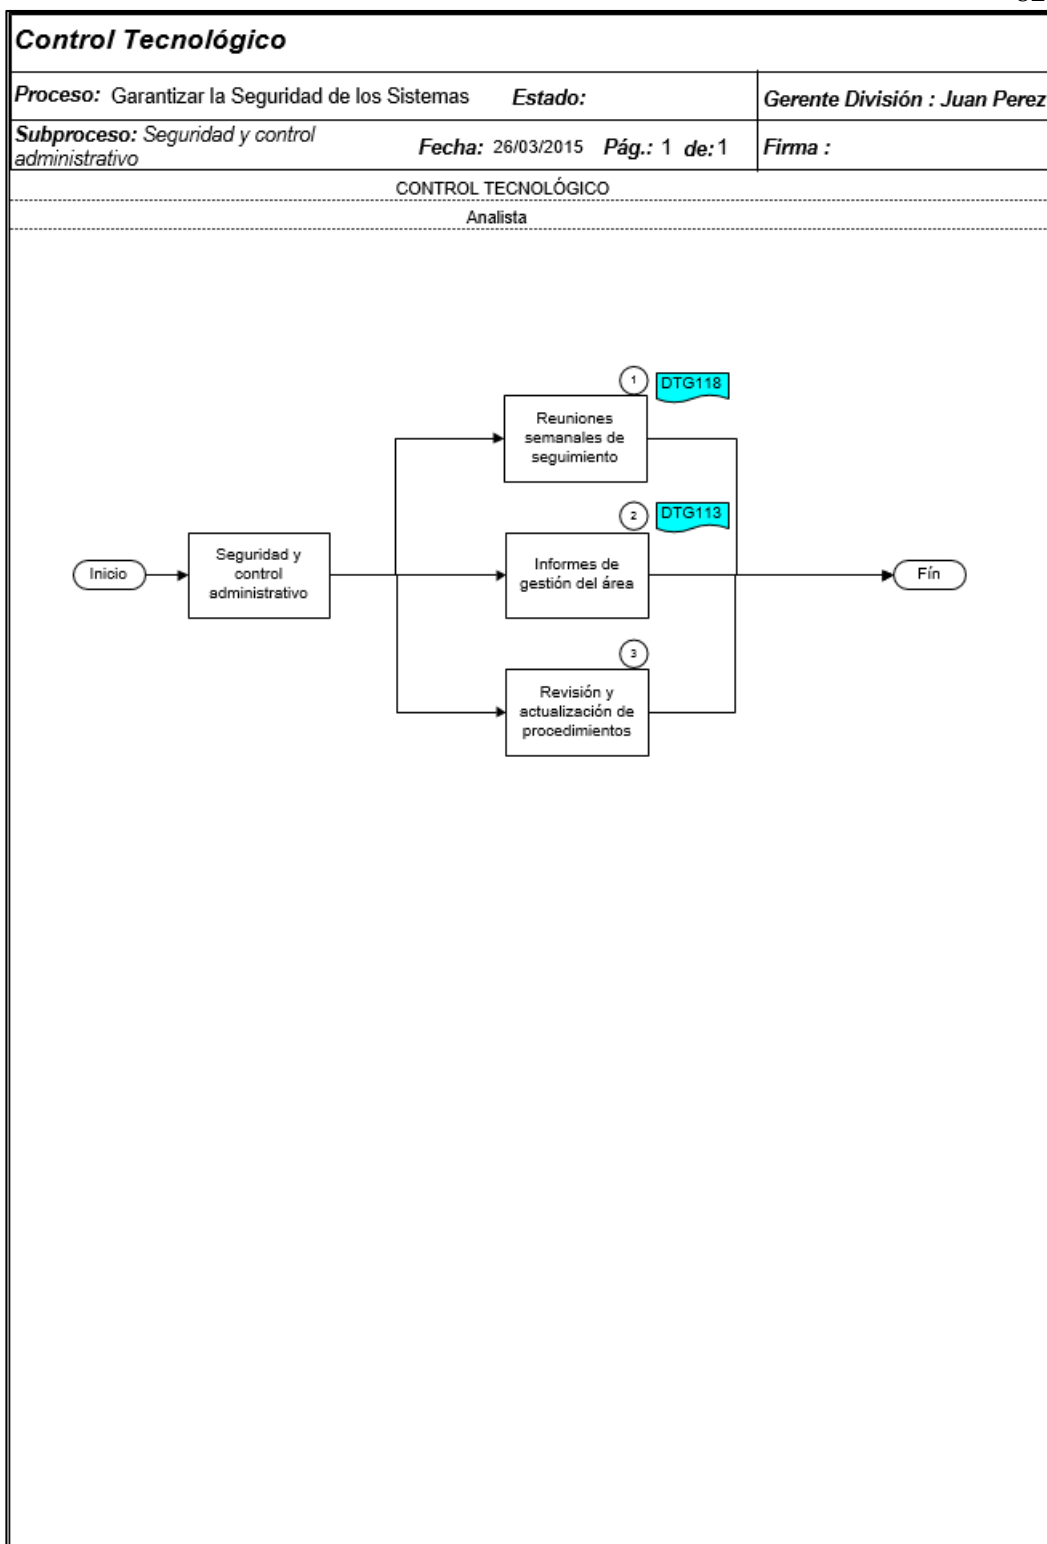 Control Tecnológico
Proceso: Garantizar la Seguridad de los Sistemas Estado: Gerente División : Juan Perez
Subproceso: Seguridad y control
administrativo
Fecha: 26/03/2015 Pág.: 1 de: 1
Firma :
CONTROL TECNOLÓGICO
Analista
1
DTG118
Reuniones
semanales de
seguimiento
2
DTG113
Inicio
Seguridad y
control
administrativo
Informes de
gestión del área
Fín
3
Revisión y
actualización de
procedimientos